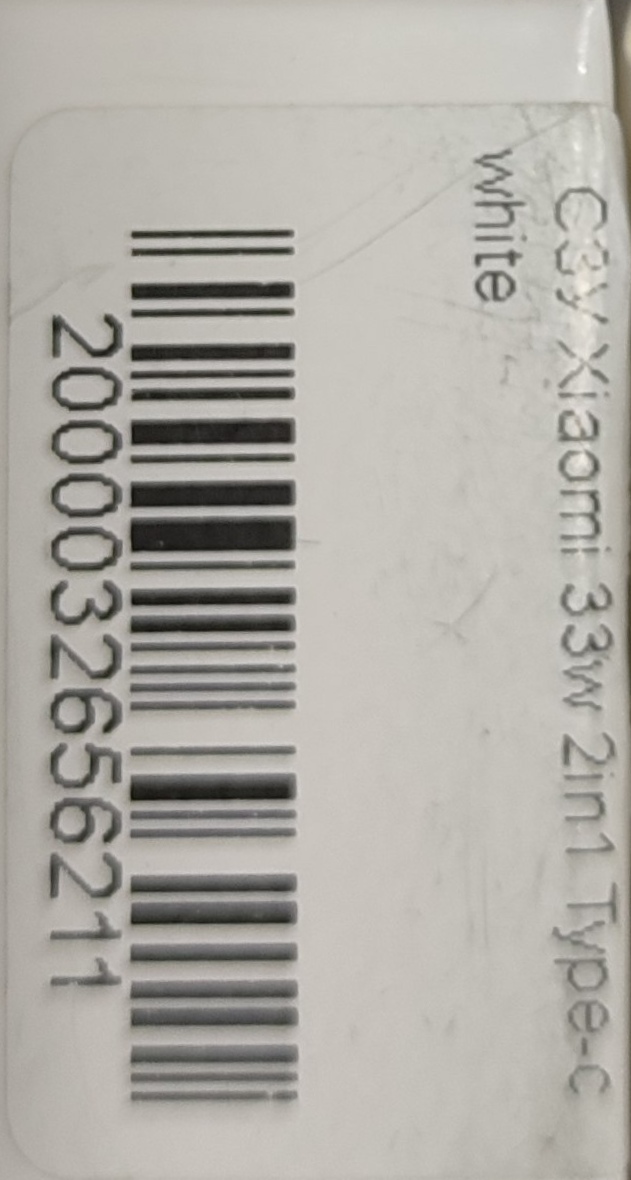 СЗУ Xiaomi 33w 2in1 Type-c
white
2000032656211